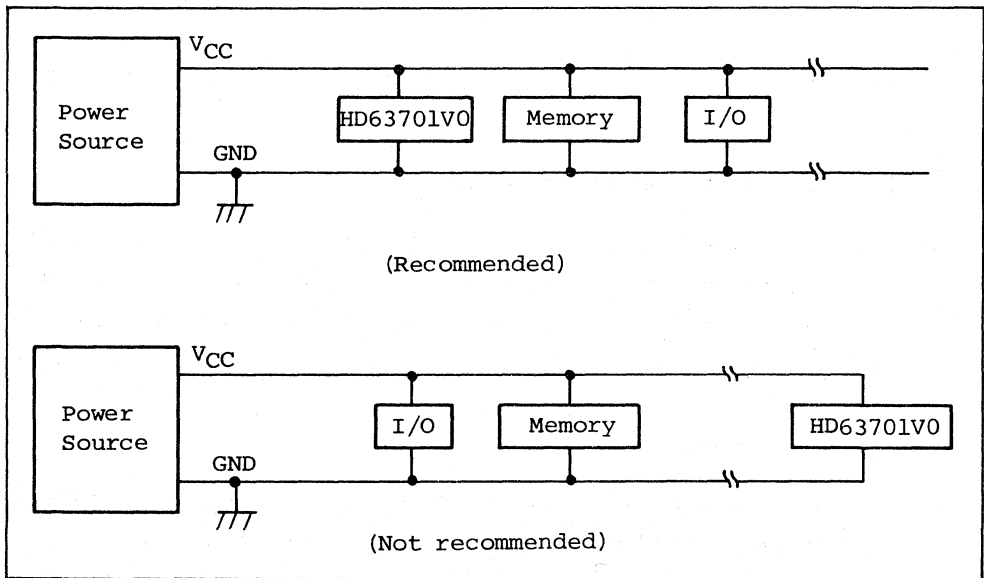 VCC
Power
Source
HD63701V0
Memory
I/O
GND
(Recommended)
VCC
Power
Source
I/O
Memory
HD63701V0
GND
(Not recommended)